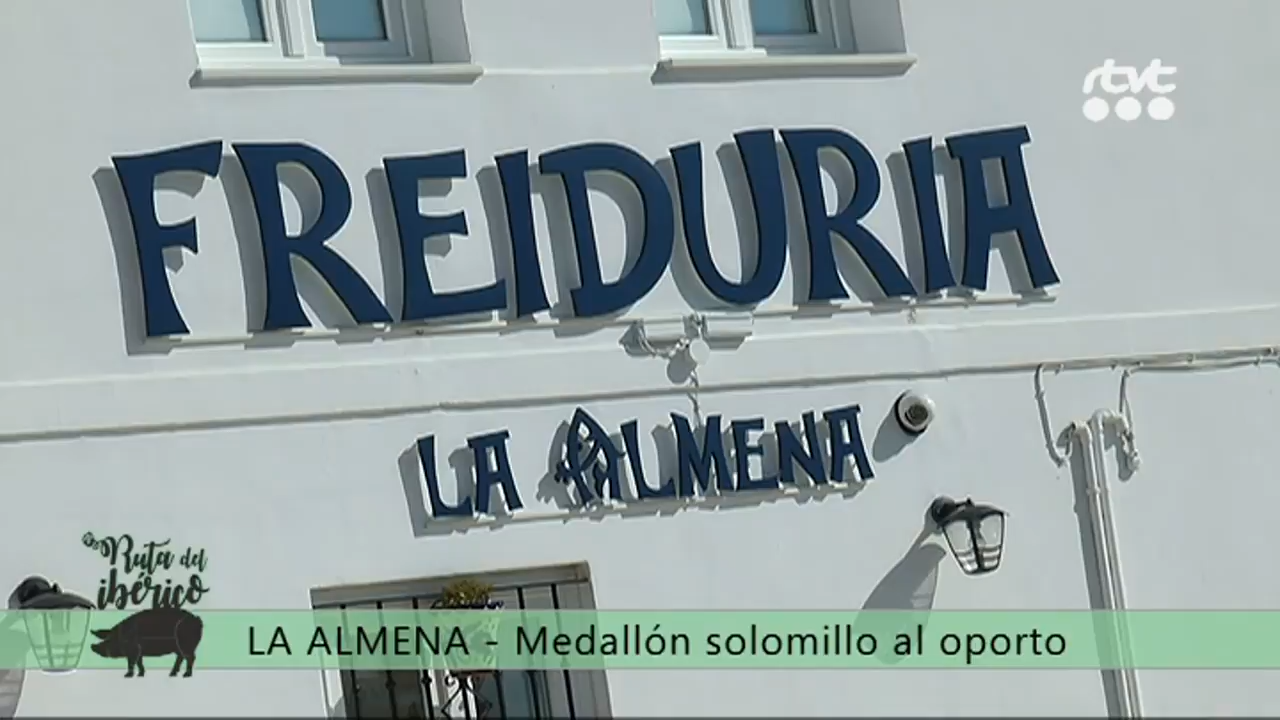 rtvt
FREIDURIA
LA ALMENA
Ruta del
ibérico
LA ALMENA - Medallón solomillo al oporto